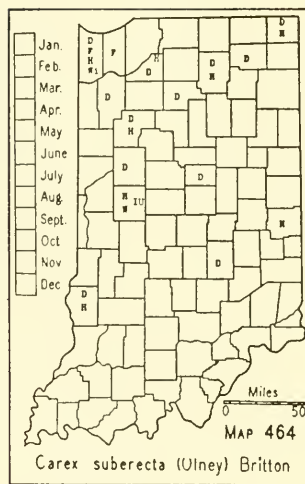 Jan.
Feb.
Mar.
Apr.
May
June
July
Aug.
Sept.
Oct
Nov
Dec
D
F
H
W i
F
H
D
D
H
D
D
H
D
D
D
H
D
D
H
W
IU
H
D
D
H
Miles
0
50
MAP 464
Carex suberecta (Olney) Britton